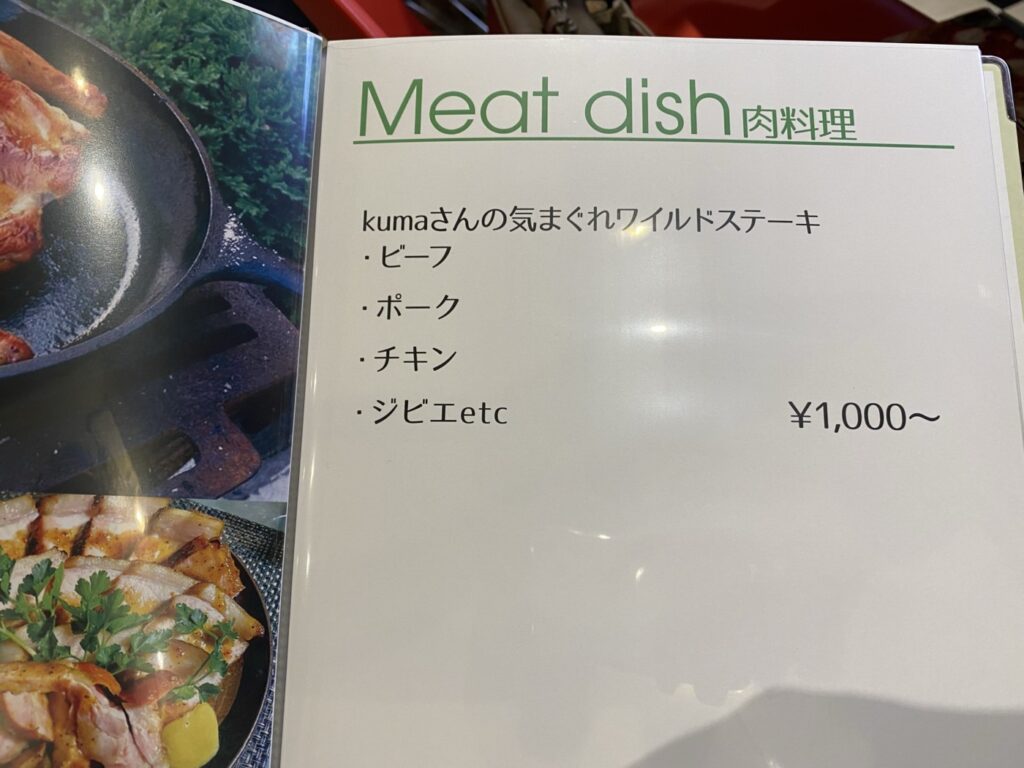 Meat dish 肉料理
kumaさんの気まぐれワイルドステーキ
・ビーフ
・ポーク
・チキン
・ジビエetc ¥1,000～